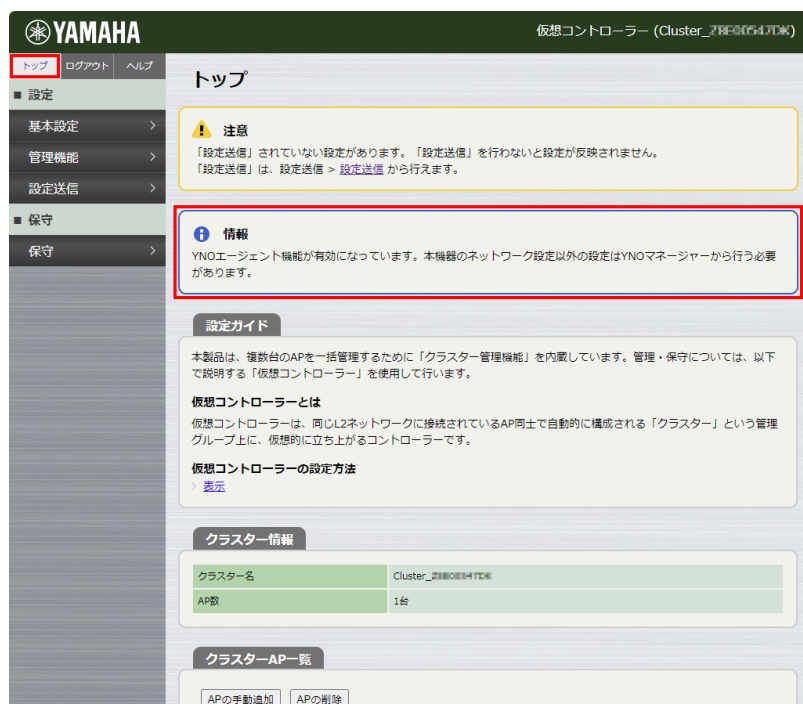 YAMAHA
仮想コントローラー (Cluster_
トップ ログアウト ヘルプ
■ 設定
基本設定
管理機能
設定送信
■ 保守
保守
トップ
注意
「設定送信」されていない設定があります。「設定送信」を行わないと設定が反映されません。
「設定送信」は、設定送信 > 設定送信 から行えます。
情報
YNOエージェント機能が有効になっています。本機器のネットワーク設定以外の設定はYNOマネージャーから行う必要
があります。
設定ガイド
本製品は、複数台のAPを一括管理するために「クラスター管理機能」を内蔵しています。管理・保守については、以下
で説明する「仮想コントローラー」を使用して行います。
仮想コントローラーとは
仮想コントローラーは、同じL2ネットワークに接続されているAP同士で自動的に構成される「クラスター」という管理
グループ上に、仮想的に立ち上がるコントローラーです。
仮想コントローラーの設定方法
表示
クラスター情報
クラスター名 Cluster_
AP数 1台
クラスターAP一覧
APの手動追加 APの削除